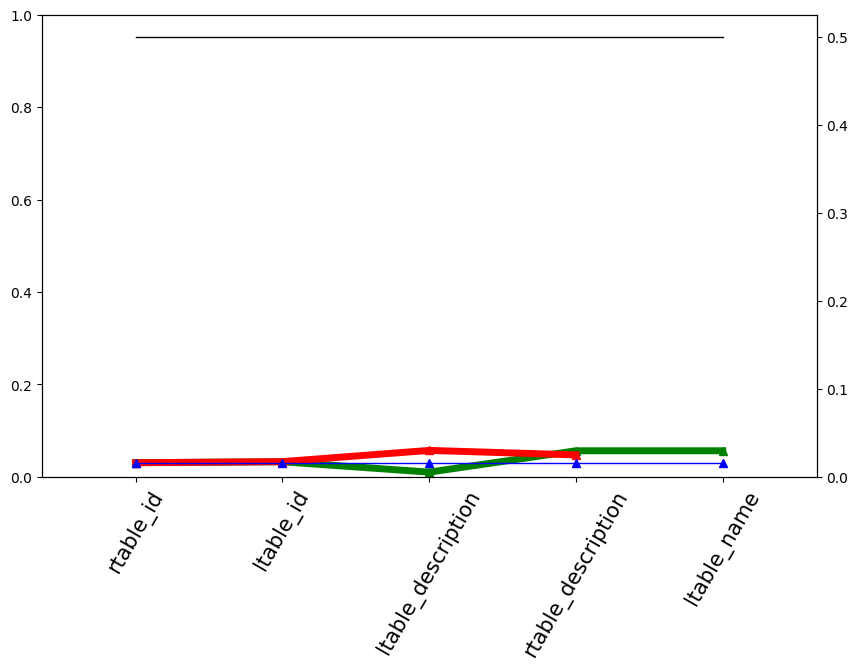 1.0
0.8
0.6
0.4
0.2
0.0
0.5
0.4
0.3
0.2
0.1
0.0
rtable_id
ltable_id
ltable_description
rtable_description
ltable_name